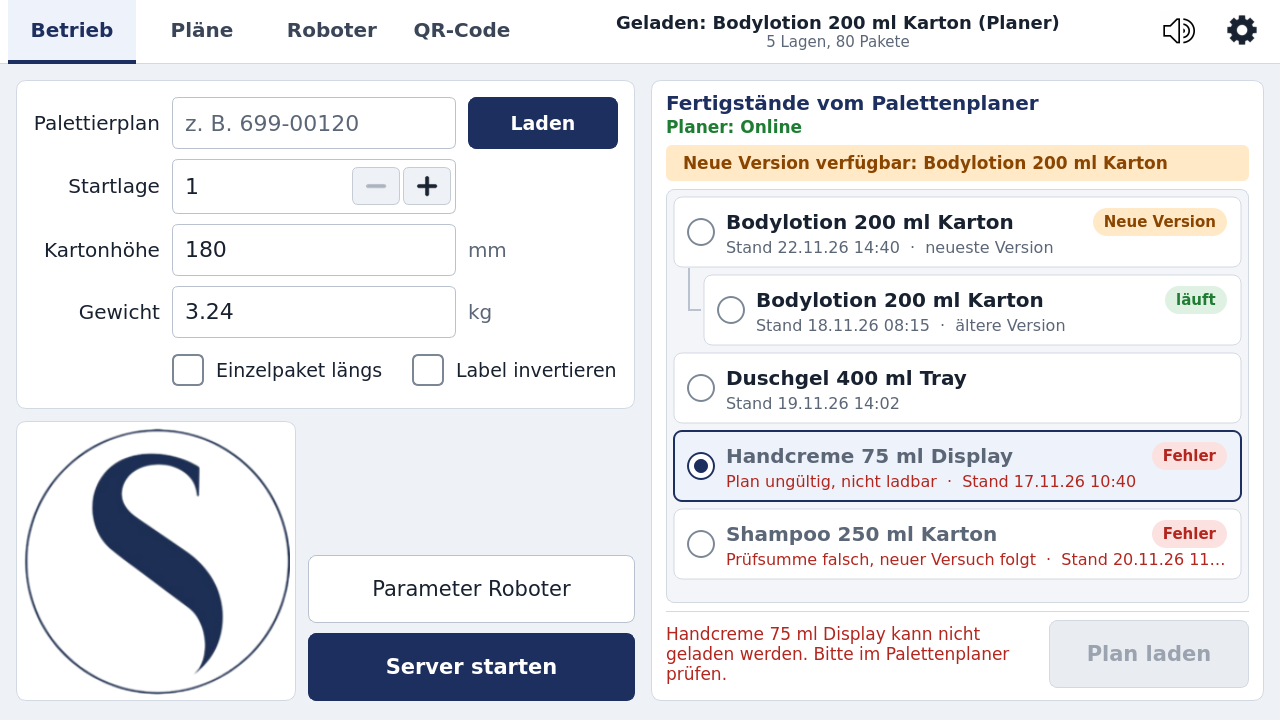 Betrieb
Pläne
Roboter
QR-Code
Geladen: Bodylotion 200 ml Karton (Planer)
5 Lagen, 80 Pakete
Palettierplan
z. B. 699-00120
Laden
Startlage
1
Kartonhöhe
180
mm
Gewicht
3.24
kg
Einzelpaket längs
Label invertieren
Parameter Roboter
Server starten
Fertigstände vom Palettenplaner
Planer: Online
Neue Version verfügbar: Bodylotion 200 ml Karton
Bodylotion 200 ml Karton
Neue Version
Stand 22.11.26 14:40 · neueste Version
Bodylotion 200 ml Karton
läuft
Stand 18.11.26 08:15 · ältere Version
Duschgel 400 ml Tray
Stand 19.11.26 14:02
Handcreme 75 ml Display
Fehler
Plan ungültig, nicht ladbar · Stand 17.11.26 10:40
Shampoo 250 ml Karton
Fehler
Prüfsumme falsch, neuer Versuch folgt · Stand 20.11.26 11…
Handcreme 75 ml Display kann nicht
geladen werden. Bitte im Palettenplaner
prüfen.
Plan laden